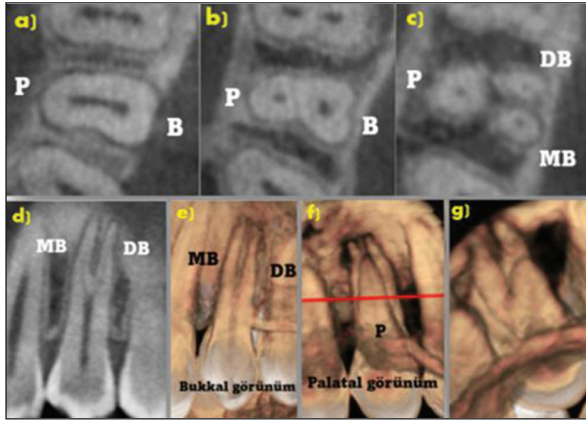 a)
P
B
b)
P
B
c)
P
DB
MB
d)
MB
DB
e)
MB
DB
Bukkal görünüm
f)
P
Palatal görünüm
g)